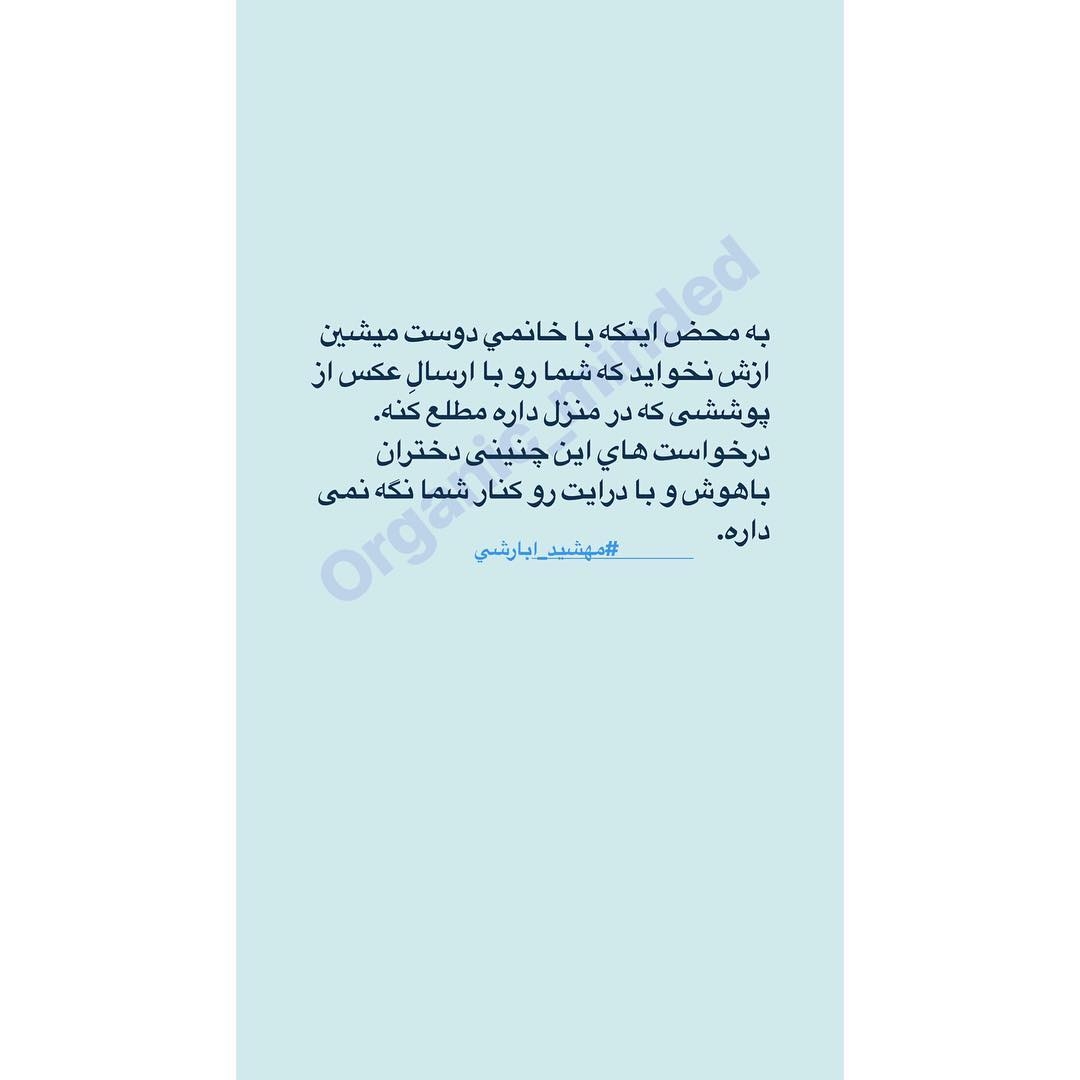 به محض اینکه با خانمي دوست میشین
ازش نخواید که شما رو با ارسالِ عکس از
پوششی که در منزل داره مطلع کنه.
درخواست هاي این چنینی دختران
باهوش و با درایت رو کنار شما نگه نمی
داره.
#مهشید_ابارشي__________
Organic_minded